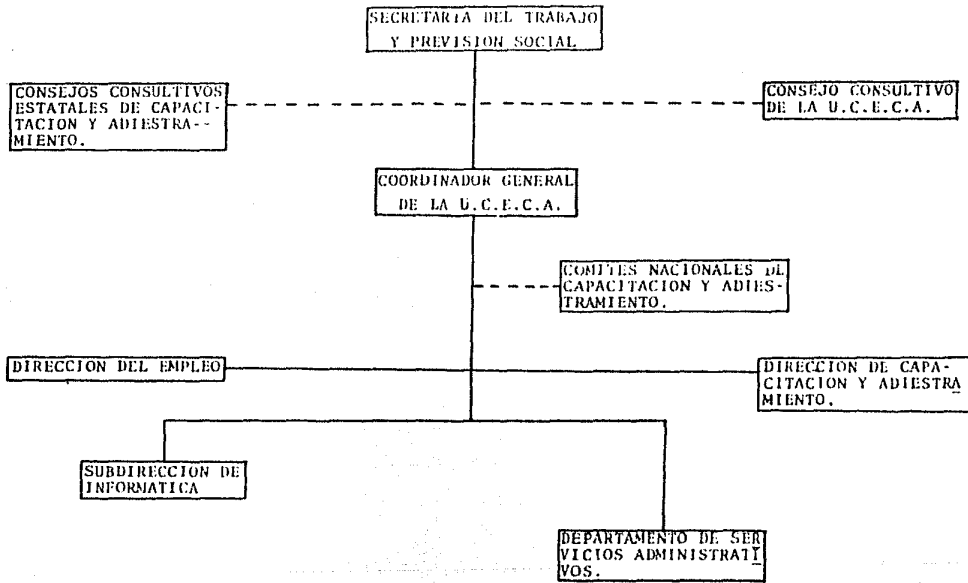 SECRETARIA DEL TRABAJO
Y PREVISION SOCIAL
CONSEJOS CONSULTIVOS
ESTATALES DE CAPACI-
TACION Y ADIESTRA--
MIENTO.
CONSEJO CONSULTIVO
DE LA U.C.E.C.A.
COORDINADOR GENERAL
DE LA U.C.E.C.A.
COMITES NACIONALES DE
CAPACITACION Y ADIES-
TRAMIENTO.
DIRECCION DEL EMPLEO
DIRECCION DE CAPA-
CITACION Y ADIESTRA
MIENTO.
SUBDIRECCION DE
INFORMATICA
DEPARTAMENTO DE SER
VICIOS ADMINISTRATI
VOS.